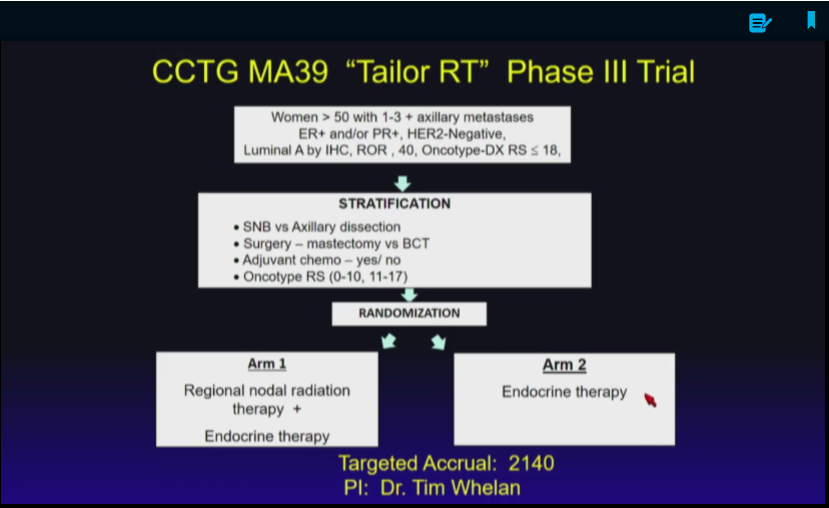 CCTG MA39 “Tailor RT” Phase III Trial
Women > 50 with 1-3 + axillary metastases
ER+ and/or PR+, HER2-Negative,
Luminal A by IHC, ROR , 40, Oncotype-DX RS ≤ 18,
STRATIFICATION
• SNB vs Axillary dissection
• Surgery – mastectomy vs BCT
• Adjuvant chemo – yes/ no
• Oncotype RS (0-10, 11-17)
RANDOMIZATION
Arm 1
Regional nodal radiation
therapy +
Endocrine therapy
Arm 2
Endocrine therapy
Targeted Accrual: 2140
PI: Dr. Tim Whelan